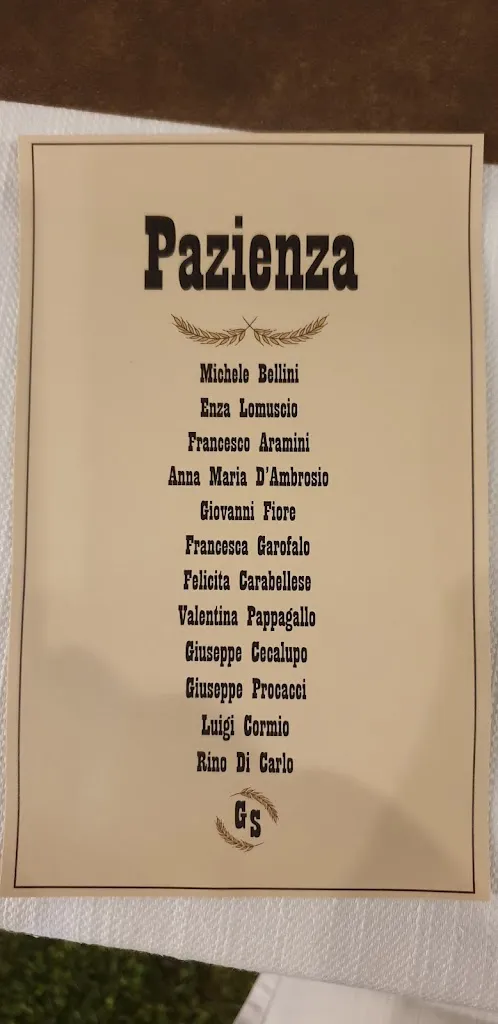 Pazienza
Michele Bellini
Enza Lomuscio
Francesco Aramini
Anna Maria D'Ambrosio
Giovanni Fiore
Francesca Garofalo
Felicita Carabellese
Valentina Pappagallo
Giuseppe Cecalupo
Giuseppe Procacci
Luigi Cormio
Rino Di Carlo
GS